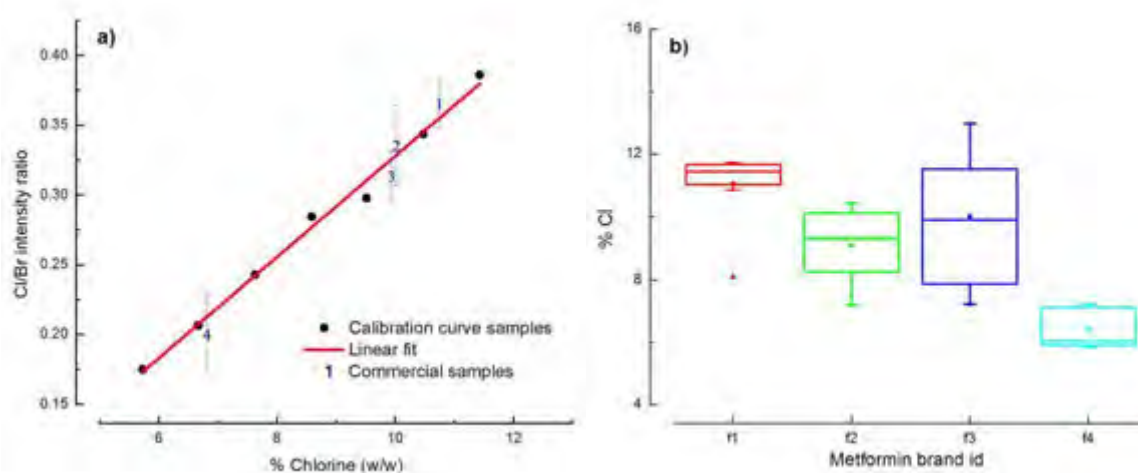 a)
Cl/Br intensity ratio
0.40
0.35
0.30
0.25
0.20
0.15
1
2
3
4
Calibration curve samples
Linear fit
1 Commercial samples
6 8 10 12
% Chlorine (w/w)
b)
% Cl
16
12
8
4
f1 f2 f3 f4
Metformin brand id